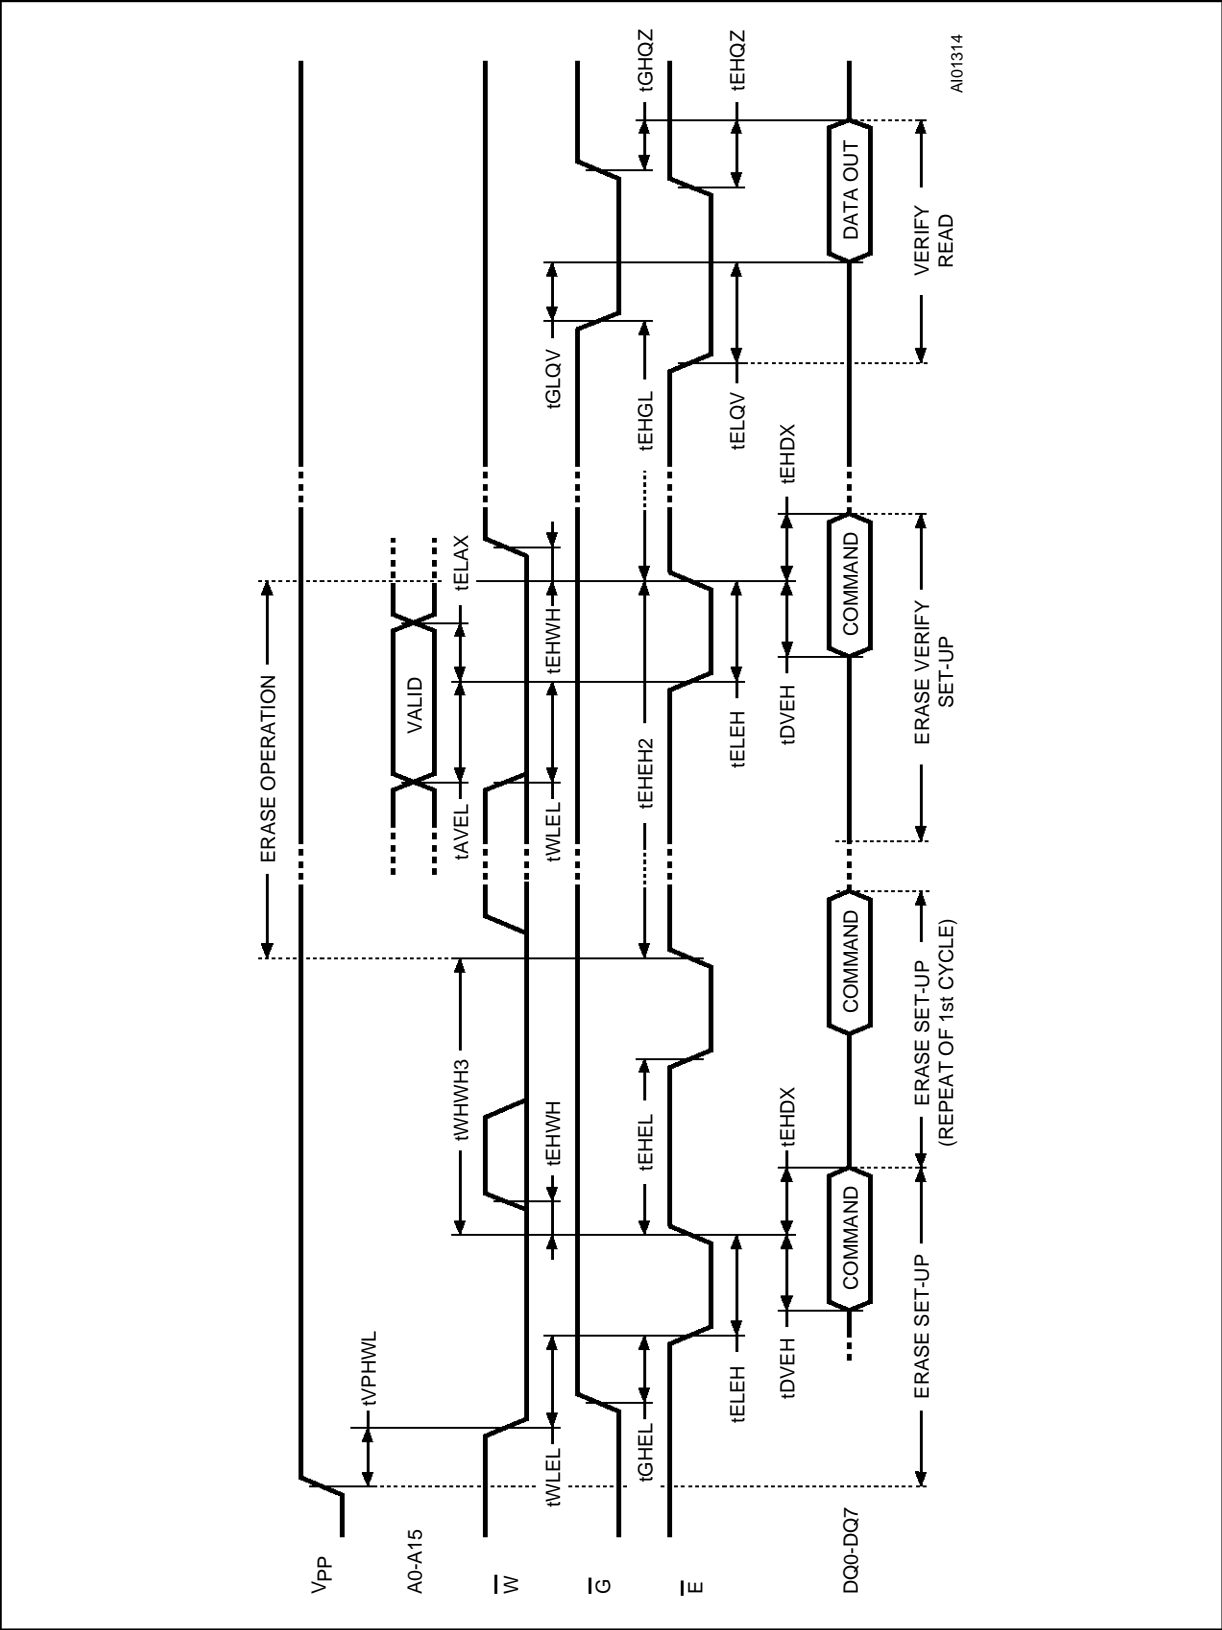 ERASE OPERATION
VPP
tVPHWL
A0-A15
VALID
tAVEL
tELAX
tWHWH3
W
tWLEL
tEHWH
tWLEL
tEHWH
tGLQV
G
tGHEL
tEHEL
tEHEH2
tEHGL
tGHQZ
E
tELEH
tELEH
tELQV
tEHQZ
tDVEH
tEHDX
tDVEH
tEHDX
DQ0-DQ7
COMMAND
COMMAND
COMMAND
DATA OUT
ERASE SET-UP
ERASE SET-UP
(REPEAT OF 1st CYCLE)
ERASE VERIFY
SET-UP
VERIFY
READ
AI01314